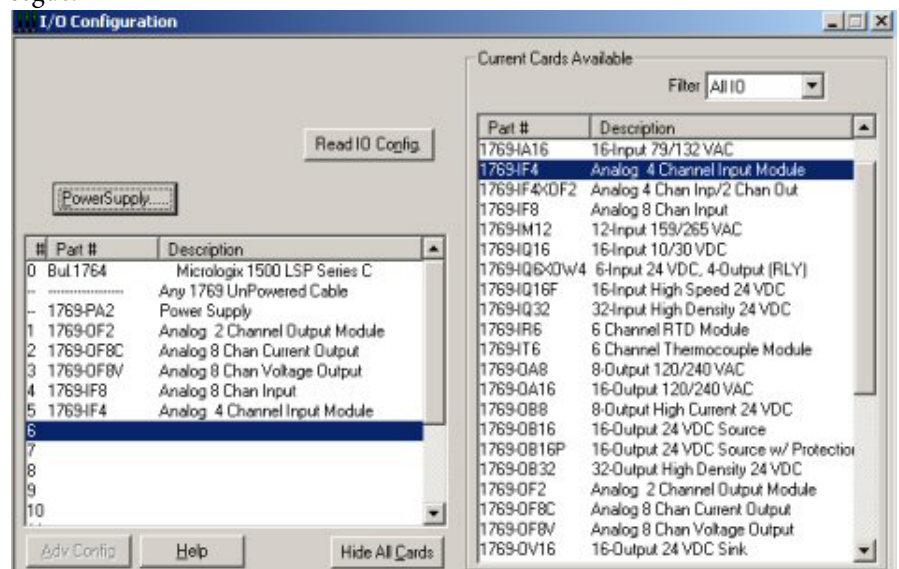 I/O Configuration
Current Cards Available
Filter All IO
Read IO Config.
PowerSupply.....
# Part # Description
0 Bul.1764 Micrologix 1500 LSP Series C
-- ---------------- Any 1769 UnPowered Cable
-- 1769-PA2 Power Supply
1 1769-OF2 Analog 2 Channel Output Module
2 1769-OF8C Analog 8 Chan Current Output
3 1769-OF8V Analog 8 Chan Voltage Output
4 1769-IF8 Analog 8 Chan Input
5 1769-IF4 Analog 4 Channel Input Module
6
7
8
9
10
Adv Config Help Hide All Cards
Part # Description
1769-IA16 16-Input 79/132 VAC
1769-IF4 Analog 4 Channel Input Module
1769-IF4XOF2 Analog 4 Chan Inp/2 Chan Out
1769-IF8 Analog 8 Chan Input
1769-IM12 12-Input 159/265 VAC
1769-IQ16 16-Input 10/30 VDC
1769-IQ6XOW4 6-Input 24 VDC, 4-Output (RLY)
1769-IQ16F 16-Input High Speed 24 VDC
1769-IQ32 32-Input High Density 24 VDC
1769-IR6 6 Channel RTD Module
1769-IT6 6 Channel Thermocouple Module
1769-OA8 8-Output 120/240 VAC
1769-OA16 16-Output 120/240 VAC
1769-OB8 8-Output High Current 24 VDC
1769-OB16 16-Output 24 VDC Source
1769-OB16P 16-Output 24 VDC Source w/ Protection
1769-OB32 32-Output High Density 24 VDC
1769-OF2 Analog 2 Channel Output Module
1769-OF8C Analog 8 Chan Current Output
1769-OF8V Analog 8 Chan Voltage Output
1769-OV16 16-Output 24 VDC Sink